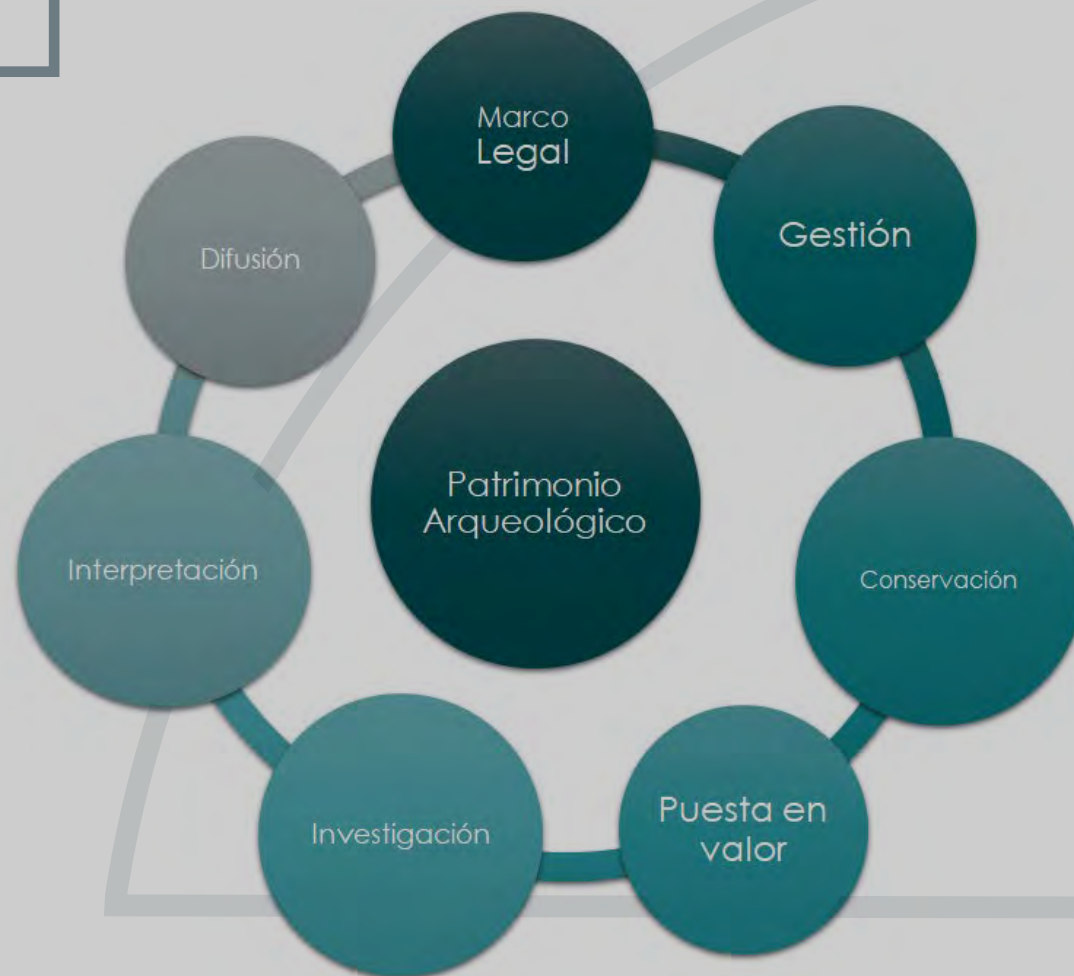 Marco
Legal
Gestión
Conservación
Puesta en
valor
Investigación
Interpretación
Difusión
Patrimonio
Arqueológico